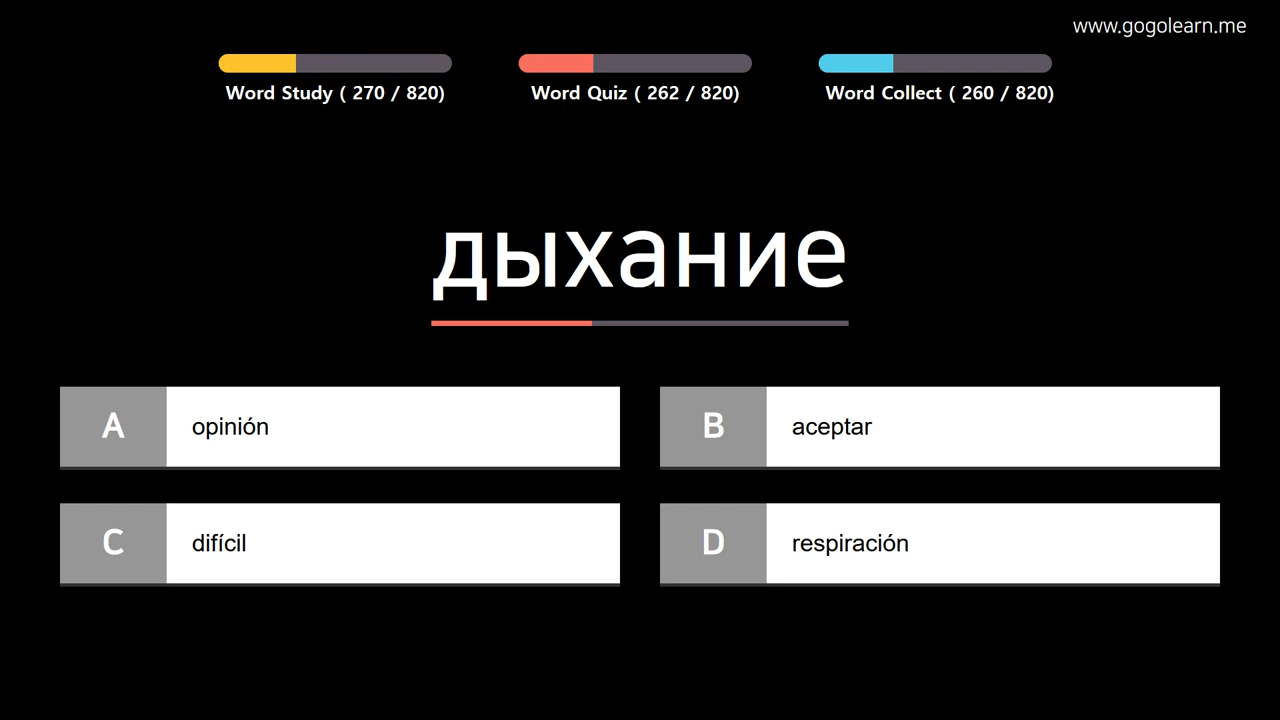 www.gogolearn.me
Word Study ( 270 / 820)
Word Quiz ( 262 / 820)
Word Collect ( 260 / 820)
дыхание
A opinión
B aceptar
C difícil
D respiración